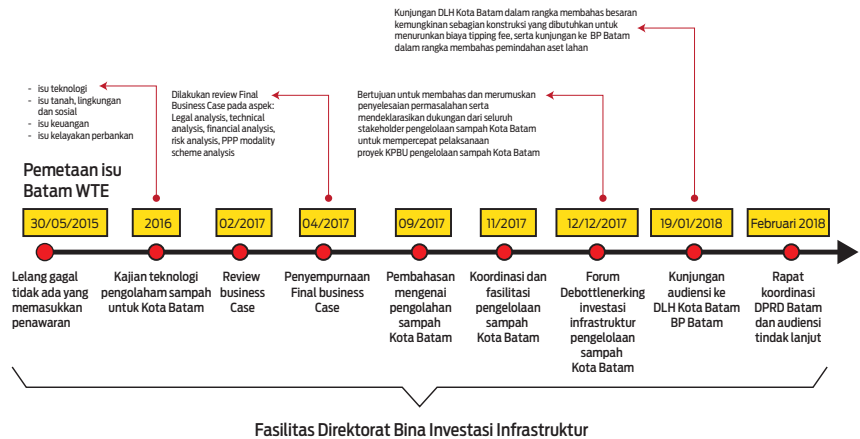 Kunjungan DLH Kota Batam dalam rangka membahas besaran
kemungkinan sebagian konstruksi yang dibutuhkan untuk
menurunkan biaya tipping fee, serta kunjungan ke BP Batam
dalam rangka membahas pemindahan aset lahan
- isu teknologi
- isu tanah, lingkungan
dan sosial
- isu keuangan
- isu kelayakan perbankan
Dilakukan review Final
Business Case pada aspek:
Legal analysis, technical
analysis, financial analysis,
risk analysis, PPP modality
scheme analysis
Bertujuan untuk membahas dan merumuskan
penyelesaian permasalahan serta
mendeklarasikan dukungan dari seluruh
stakeholder pengelolaan sampah Kota Batam
untuk mempercepat pelaksanaan
proyek KPBU pengelolaan sampah Kota Batam
Pemetaan isu
Batam WTE
30/05/2015
2016
02/2017
04/2017
09/2017
11/2017
12/12/2017
19/01/2018
Februari 2018
Lelang gagal
tidak ada yang
memasukkan
penawaran
Kajian teknologi
pengolaham sampah
untuk Kota Batam
Review
business
Case
Penyempurnaan
Final business
Case
Pembahasan
mengenai
pengolahan
sampah
Kota Batam
Koordinasi dan
fasilitasi
pengelolaan
sampah
Kota Batam
Forum
Debottlenerking
investasi
infrastruktur
pengelolaan
sampah
Kota Batam
Kunjungan
audiensi ke
DLH Kota Batam
BP Batam
Rapat
koordinasi
DPRD Batam
dan audiensi
tindak lanjut
Fasilitas Direktorat Bina Investasi Infrastruktur